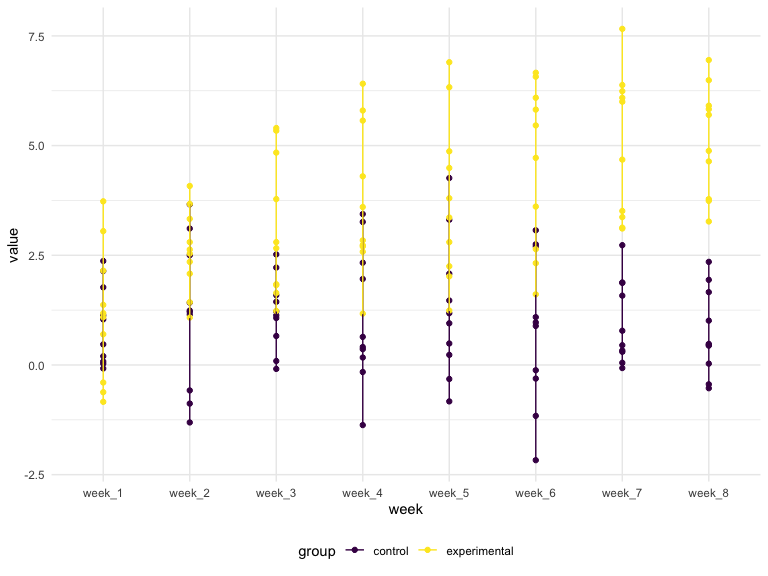 7.5
5.0
2.5
0.0
-2.5
value
week_1 week_2 week_3 week_4 week_5 week_6 week_7 week_8
week
group control experimental